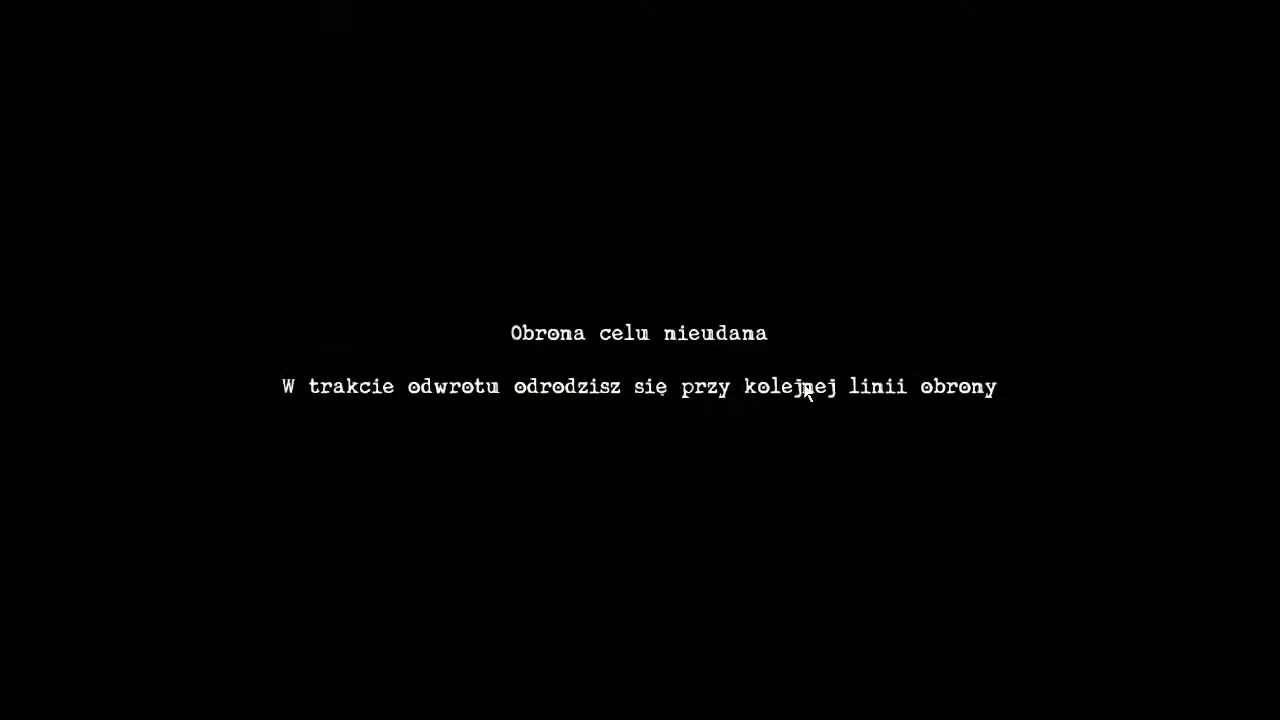 Obrona celu nieudana
W trakcie odwrotu odrodzisz się przy kolejnej linii obrony